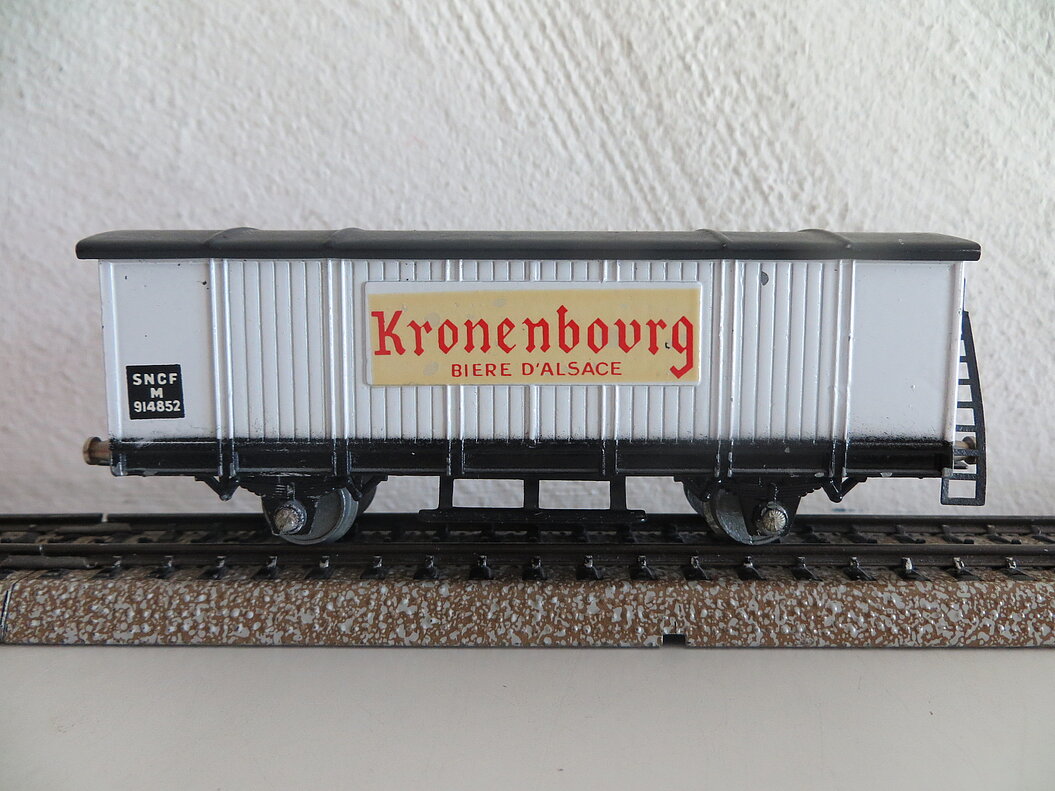 Kronenbourg
BIERE D'ALSACE
SNCF
M
914852